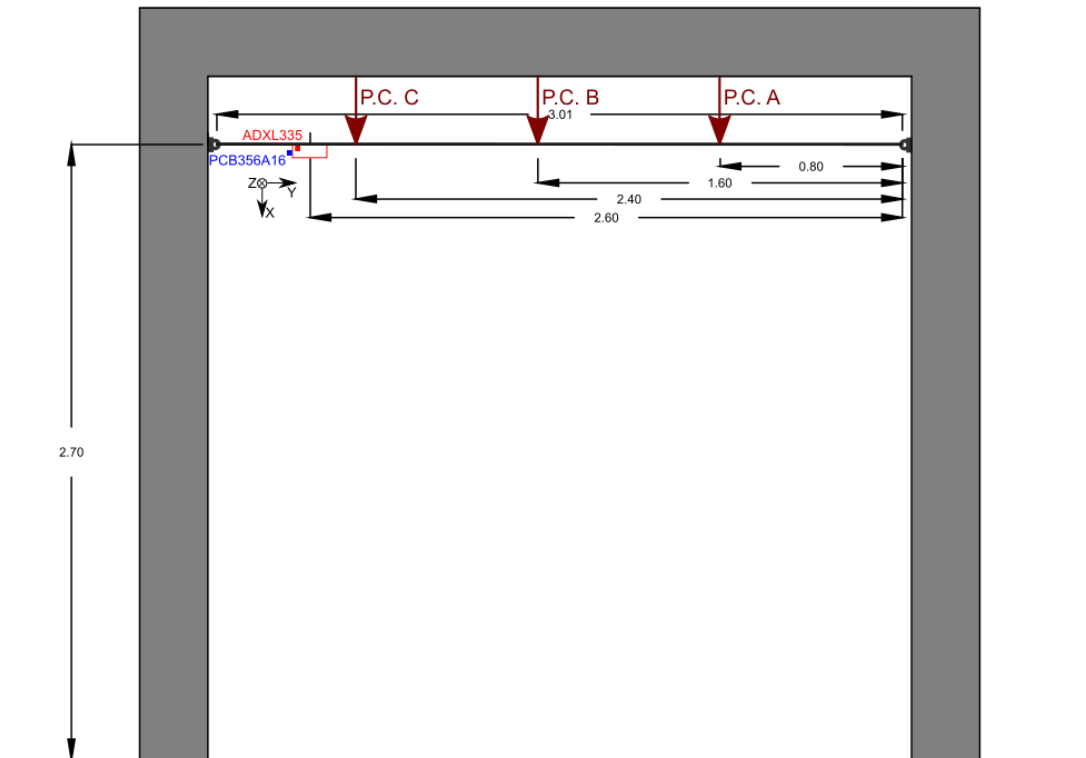 P.C. C
P.C. B
P.C. A
3.01
ADXL335
PCB356A16
0.80
Z
Y
1.60
2.40
X
2.60
2.70